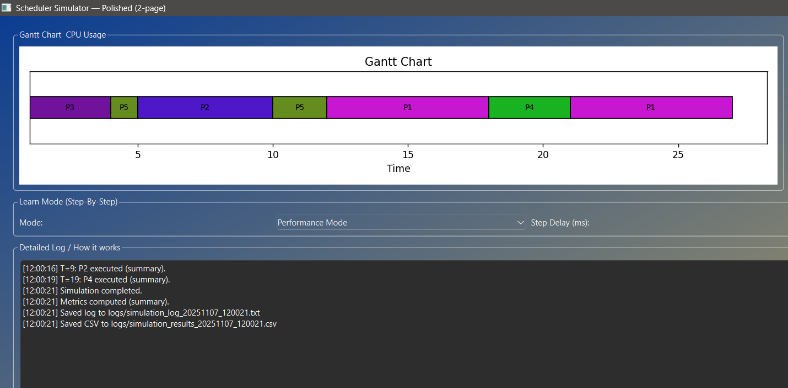 Scheduler Simulator — Polished (2-page)
Gantt Chart CPU Usage
Gantt Chart
P3 P5 P2 P5 P1 P4 P1
5 10 15 20 25
Time
Learn Mode (Step-By-Step)
Mode: Performance Mode Step Delay (ms):
Detailed Log / How it works
[12:00:16] T=9: P2 executed (summary).
[12:00:19] T=19: P4 executed (summary).
[12:00:21] Simulation completed.
[12:00:21] Metrics computed (summary).
[12:00:21] Saved log to logs/simulation_log_20251107_120021.txt
[12:00:21] Saved CSV to logs/simulation_results_20251107_120021.csv